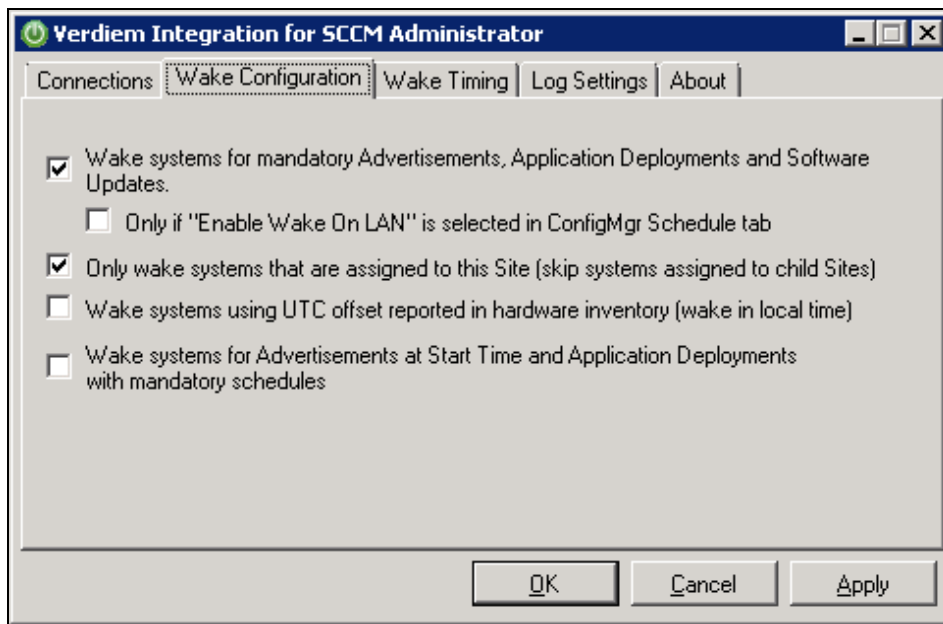 Verdiem Integration for SCCM Administrator
Connections Wake Configuration Wake Timing Log Settings About
Wake systems for mandatory Advertisements, Application Deployments and Software
Updates.
Only if "Enable Wake On LAN" is selected in ConfigMgr Schedule tab
Only wake systems that are assigned to this Site (skip systems assigned to child Sites)
Wake systems using UTC offset reported in hardware inventory (wake in local time)
Wake systems for Advertisements at Start Time and Application Deployments
with mandatory schedules
OK Cancel Apply